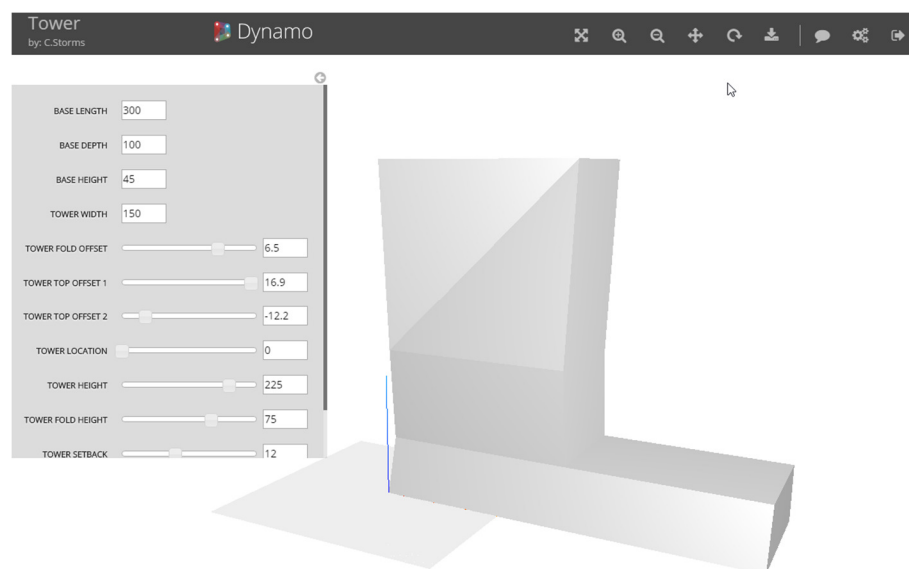 Tower
by: C.Storms
Dynamo
BASE LENGTH 300
BASE DEPTH 100
BASE HEIGHT 45
TOWER WIDTH 150
TOWER FOLD OFFSET 6.5
TOWER TOP OFFSET 1 16.9
TOWER TOP OFFSET 2 -12.2
TOWER LOCATION 0
TOWER HEIGHT 225
TOWER FOLD HEIGHT 75
TOWER SETBACK 12